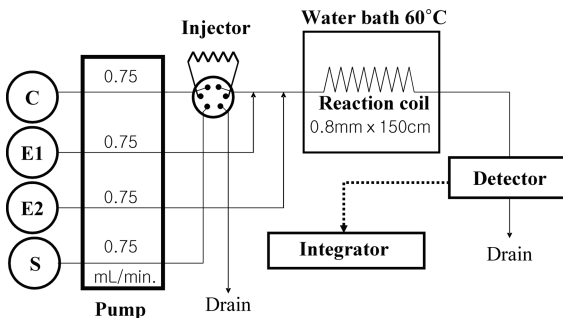 Water bath 60°C
Injector
C
0.75
Reaction coil
0.8mm x 150cm
E1
0.75
E2
0.75
Detector
S
0.75
mL/min.
Integrator
Drain
Pump
Drain